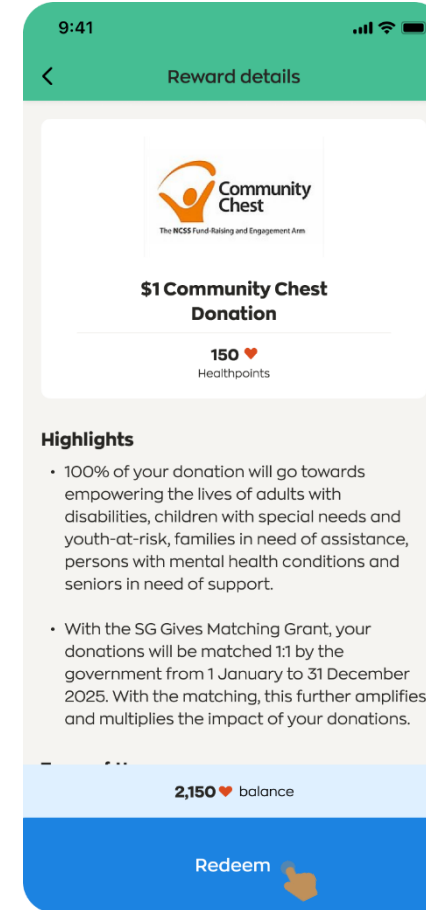 9:41
Reward details
Community
Chest
The NCSS Fund-Raising and Engagement Arm
$1 Community Chest
Donation
150
Healthpoints
Highlights
• 100% of your donation will go towards
empowering the lives of adults with
disabilities, children with special needs and
youth-at-risk, families in need of assistance,
persons with mental health conditions and
seniors in need of support.
• With the SG Gives Matching Grant, your
donations will be matched 1:1 by the
government from 1 January to 31 December
2025. With the matching, this further amplifies
and multiplies the impact of your donations.
2,150 balance
Redeem